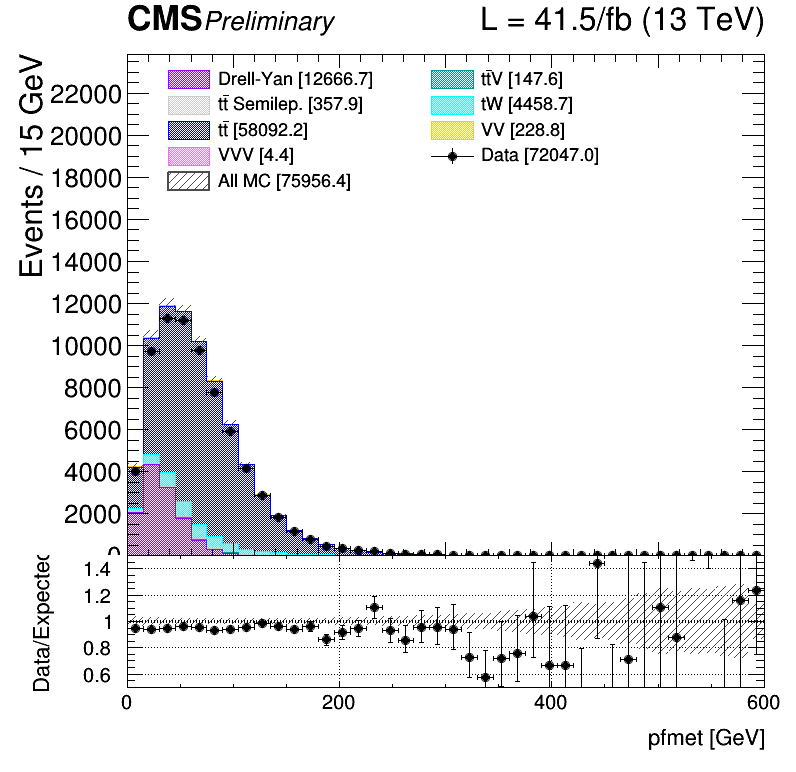 CMS Preliminary L = 41.5/fb (13 TeV)
Events / 15 GeV
Drell-Yan [12666.7]
tt̄ Semilep. [357.9]
tt̄ [58092.2]
VVV [4.4]
All MC [75956.4]
tt̄V [147.6]
tW [4458.7]
VV [228.8]
Data [72047.0]
22000
20000
18000
16000
14000
12000
10000
8000
6000
4000
2000
0
Data/Expected
1.4
1.2
1
0.8
0.6
0 200 400 600
pfmet [GeV]